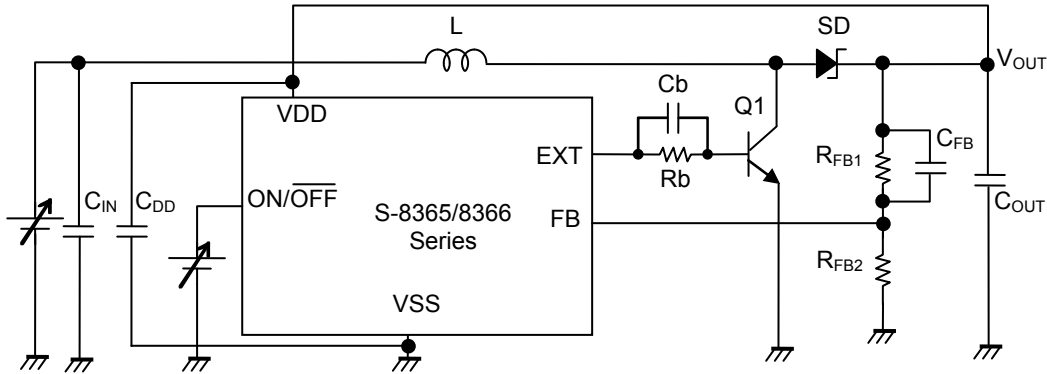 L
SD
VOUT
VDD
Cb
Q1
EXT
Rb
RFB1
CFB
CIN
CDD
ON/OFF
S-8365/8366
Series
FB
COUT
RFB2
VSS